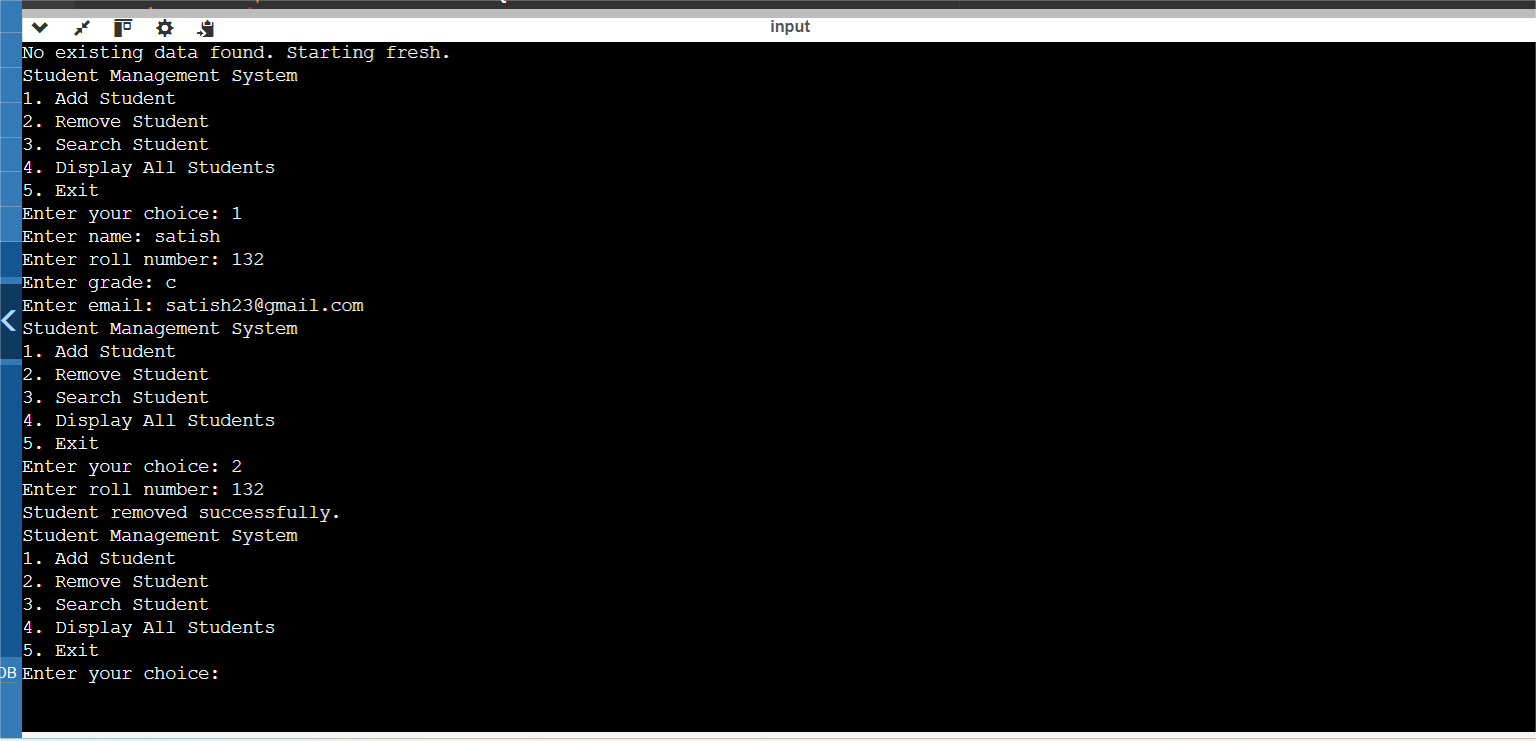 input
No existing data found. Starting fresh.
Student Management System
1. Add Student
2. Remove Student
3. Search Student
4. Display All Students
5. Exit
Enter your choice: 1
Enter name: satish
Enter roll number: 132
Enter grade: c
Enter email: satish23@gmail.com
Student Management System
1. Add Student
2. Remove Student
3. Search Student
4. Display All Students
5. Exit
Enter your choice: 2
Enter roll number: 132
Student removed successfully.
Student Management System
1. Add Student
2. Remove Student
3. Search Student
4. Display All Students
5. Exit
Enter your choice: